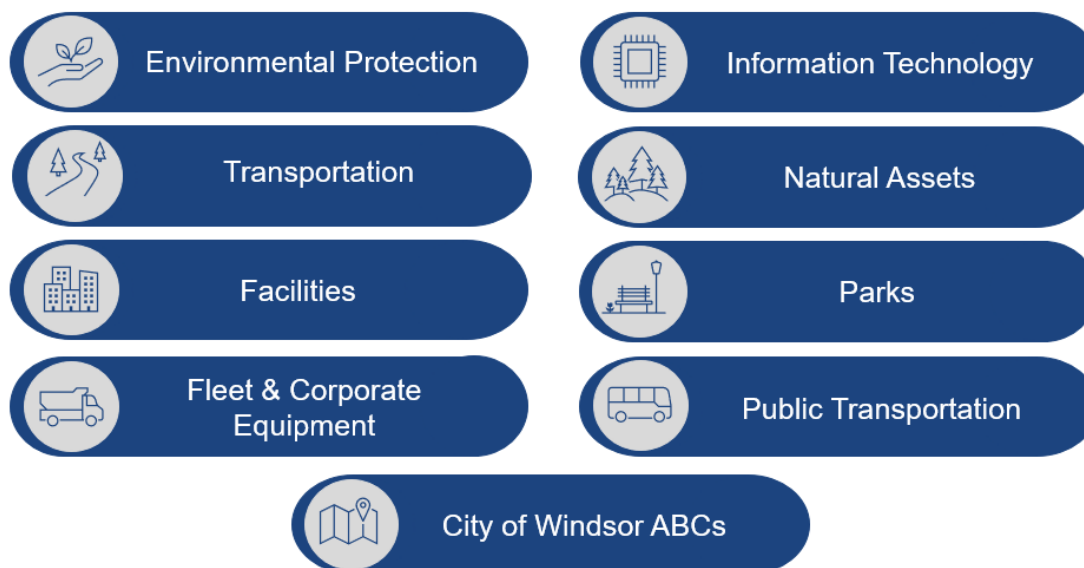 Environmental Protection
Information Technology
Transportation
Natural Assets
Facilities
Parks
Fleet & Corporate
Equipment
Public Transportation
City of Windsor ABCs